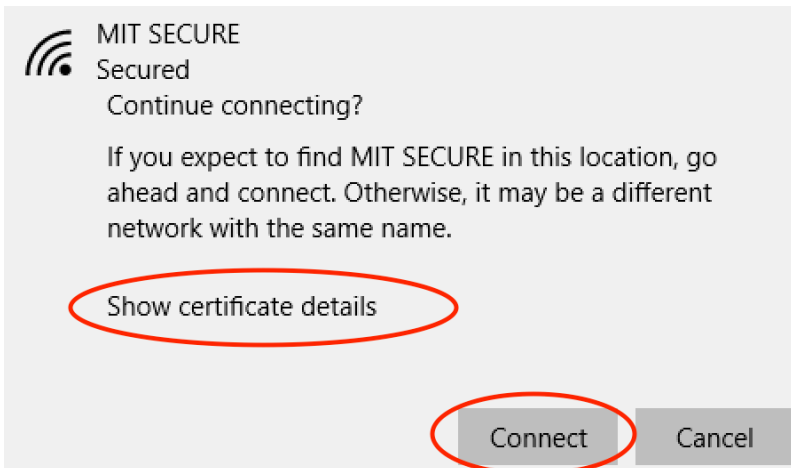 MIT SECURE
Secured
Continue connecting?
If you expect to find MIT SECURE in this location, go
ahead and connect. Otherwise, it may be a different
network with the same name.
Show certificate details
Connect
Cancel